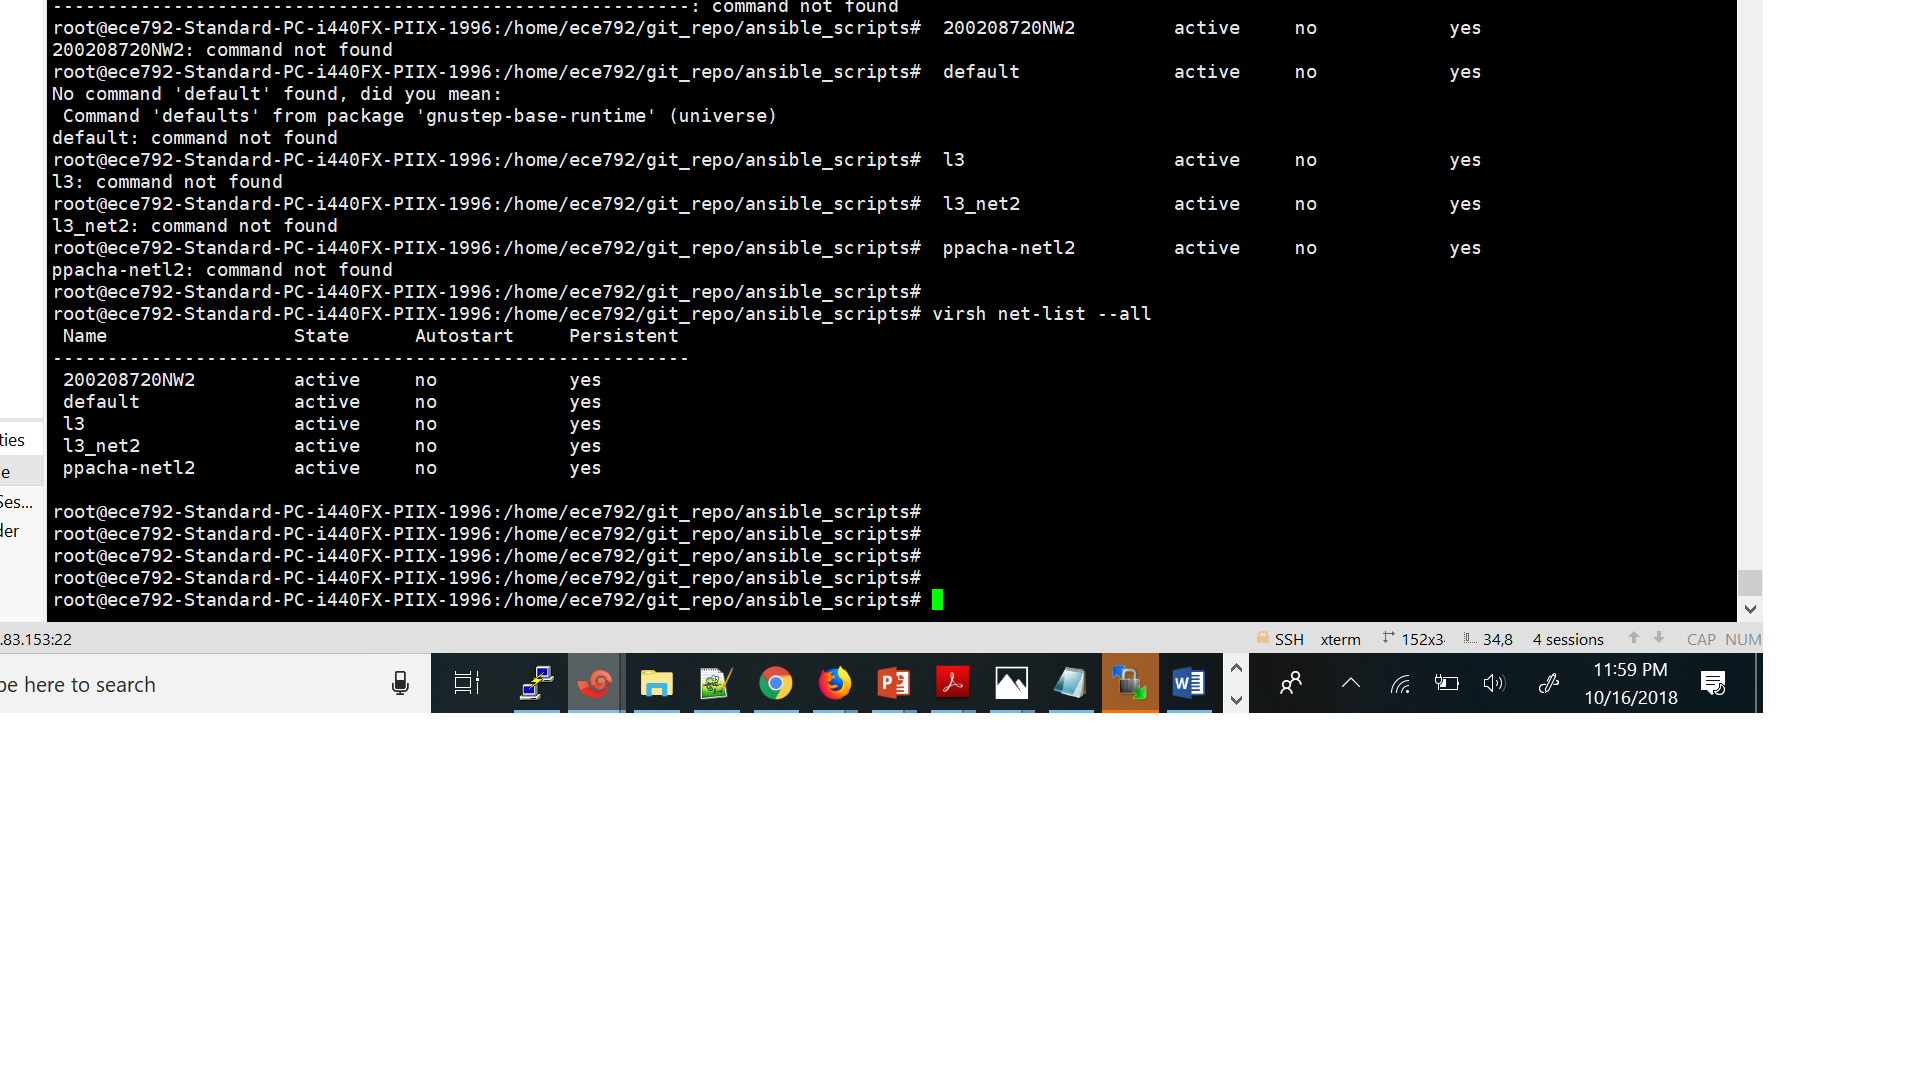 ----------------------------------------------------------: command not found
root@ece792-Standard-PC-i440FX-PIIX-1996:/home/ece792/git_repo/ansible_scripts#  200208720NW2         active     no            yes
200208720NW2: command not found
root@ece792-Standard-PC-i440FX-PIIX-1996:/home/ece792/git_repo/ansible_scripts#  default              active     no            yes
No command 'default' found, did you mean:
 Command 'defaults' from package 'gnustep-base-runtime' (universe)
default: command not found
root@ece792-Standard-PC-i440FX-PIIX-1996:/home/ece792/git_repo/ansible_scripts#  l3                   active     no            yes
l3: command not found
root@ece792-Standard-PC-i440FX-PIIX-1996:/home/ece792/git_repo/ansible_scripts#  l3_net2              active     no            yes
l3_net2: command not found
root@ece792-Standard-PC-i440FX-PIIX-1996:/home/ece792/git_repo/ansible_scripts#  ppacha-netl2         active     no            yes
ppacha-netl2: command not found
root@ece792-Standard-PC-i440FX-PIIX-1996:/home/ece792/git_repo/ansible_scripts#
root@ece792-Standard-PC-i440FX-PIIX-1996:/home/ece792/git_repo/ansible_scripts# virsh net-list --all
 Name                 State      Autostart     Persistent
----------------------------------------------------------
 200208720NW2         active     no            yes
 default              active     no            yes
 l3                   active     no            yes
 l3_net2              active     no            yes
 ppacha-netl2         active     no            yes
root@ece792-Standard-PC-i440FX-PIIX-1996:/home/ece792/git_repo/ansible_scripts#
root@ece792-Standard-PC-i440FX-PIIX-1996:/home/ece792/git_repo/ansible_scripts#
root@ece792-Standard-PC-i440FX-PIIX-1996:/home/ece792/git_repo/ansible_scripts#
root@ece792-Standard-PC-i440FX-PIIX-1996:/home/ece792/git_repo/ansible_scripts#
root@ece792-Standard-PC-i440FX-PIIX-1996:/home/ece792/git_repo/ansible_scripts#
ties
e
Ses...
der
.83.153:22 SSH xterm 152x3 34,8 4 sessions CAP NUM
pe here to search
11:59 PM
10/16/2018